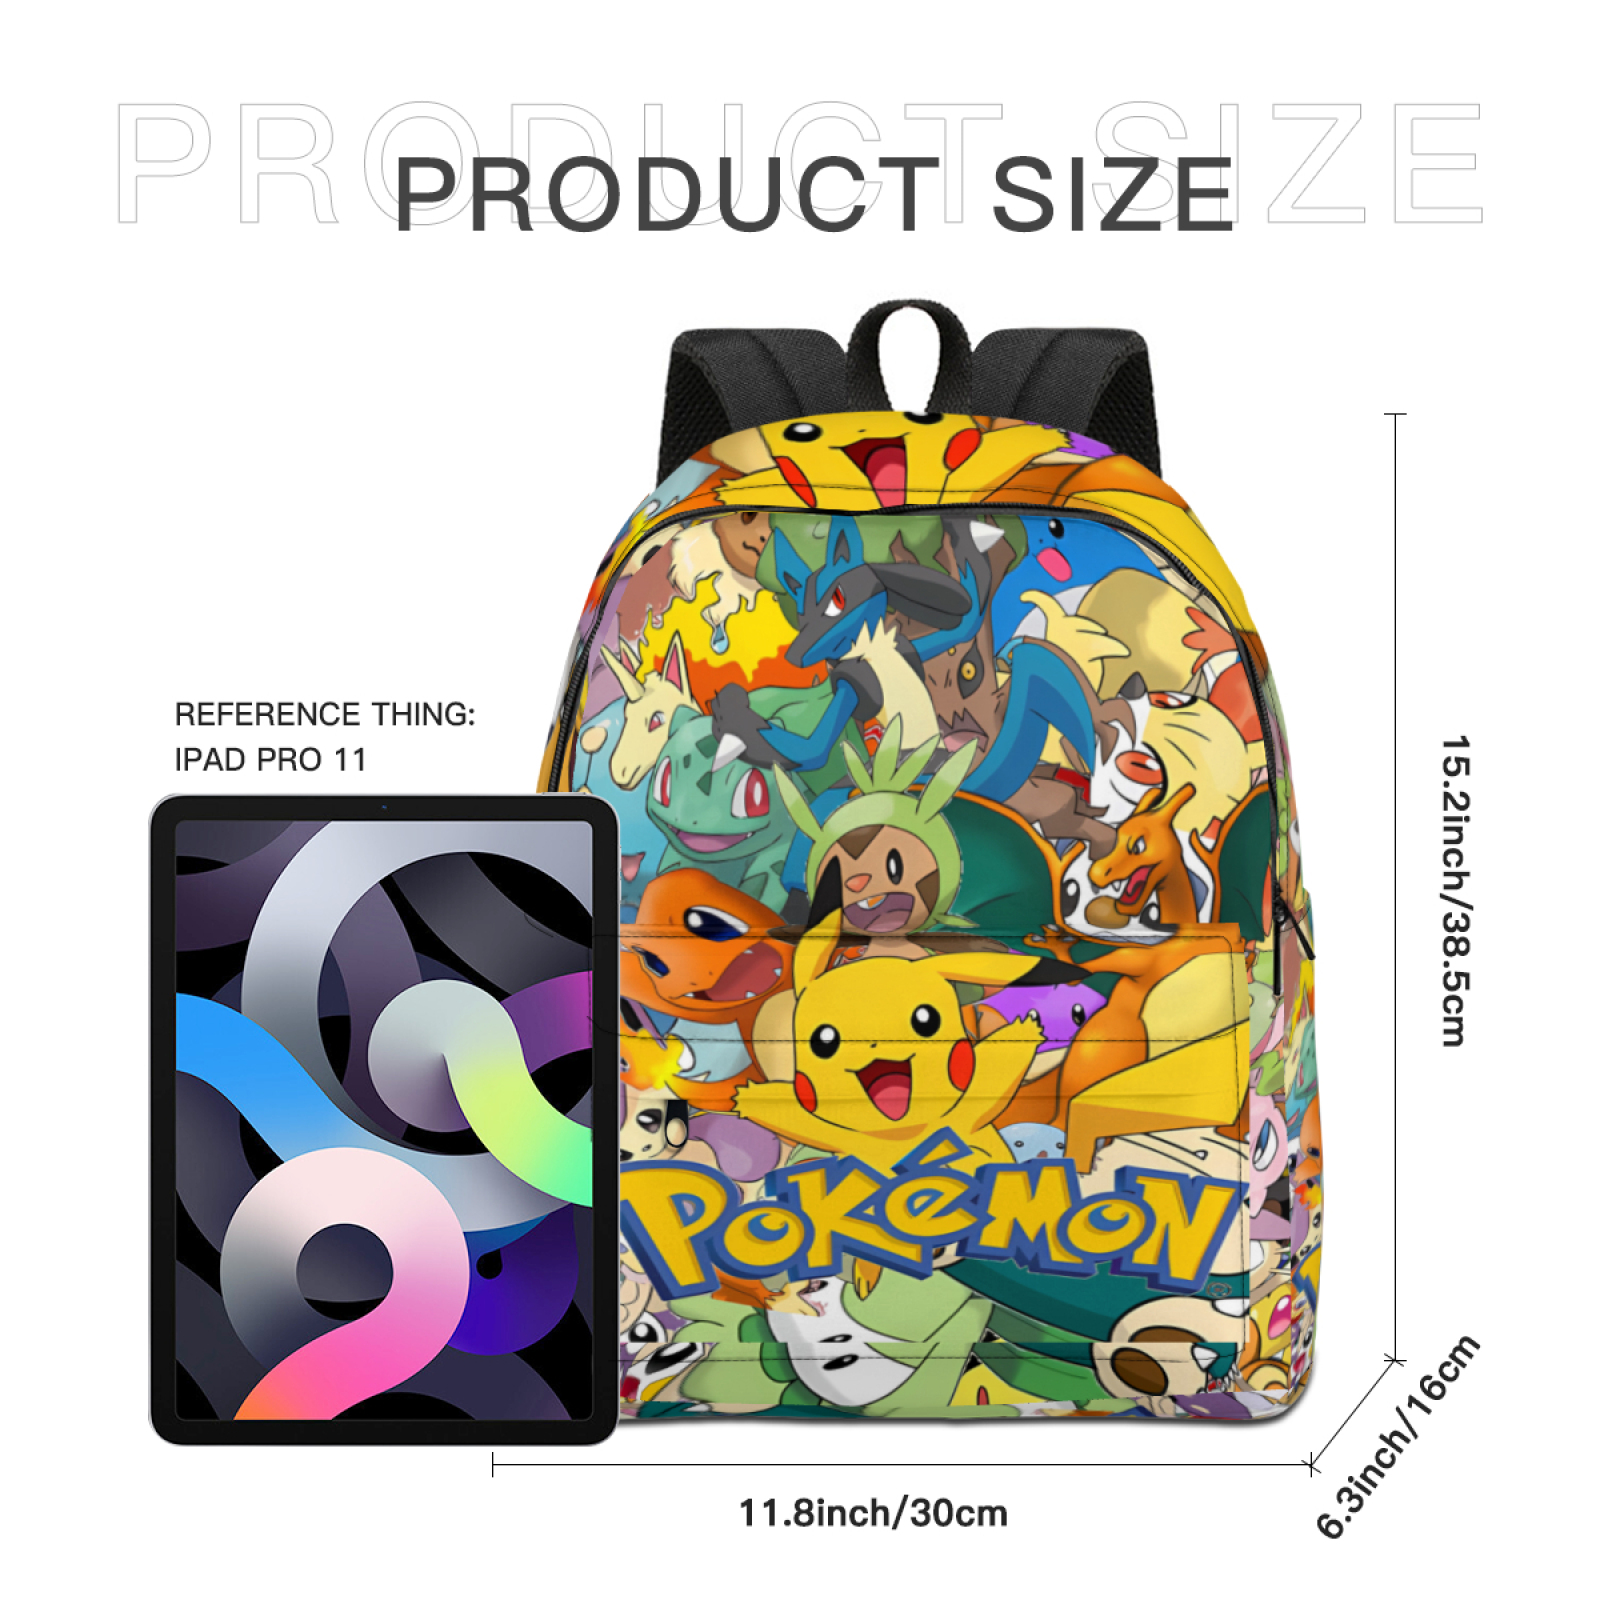 PRODUCT SIZE
PRODUCT SIZE
REFERENCE THING:
IPAD PRO 11
15.2inch/38.5cm
POKéMON
6.3inch/16cm
11.8inch/30cm